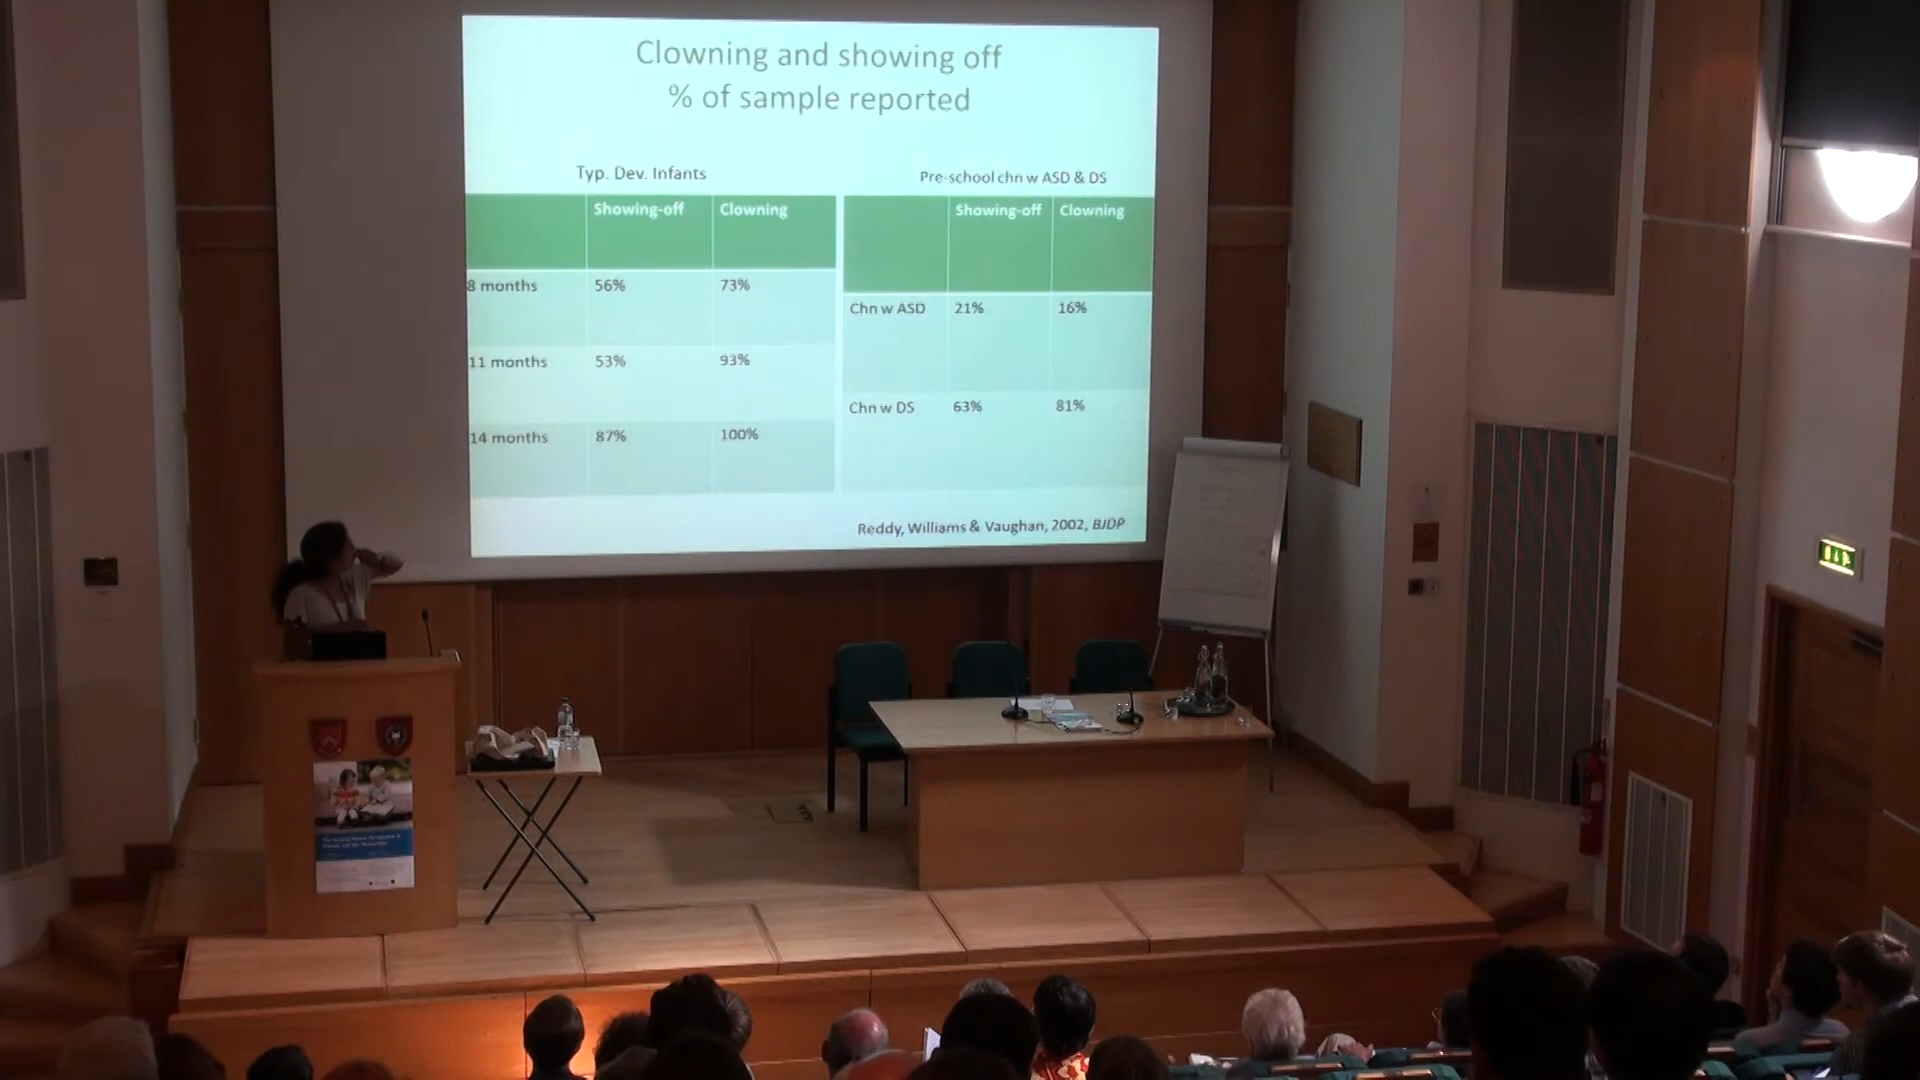 Clowning and showing off
% of sample reported
Typ. Dev. Infants
Showing-off Clowning
8 months 56% 73%
11 months 53% 93%
14 months 87% 100%
Pre-school chn w ASD & DS
Showing-off Clowning
Chn w ASD 21% 16%
Chn w DS 63% 81%
Reddy, Williams & Vaughan, 2002, BJDP